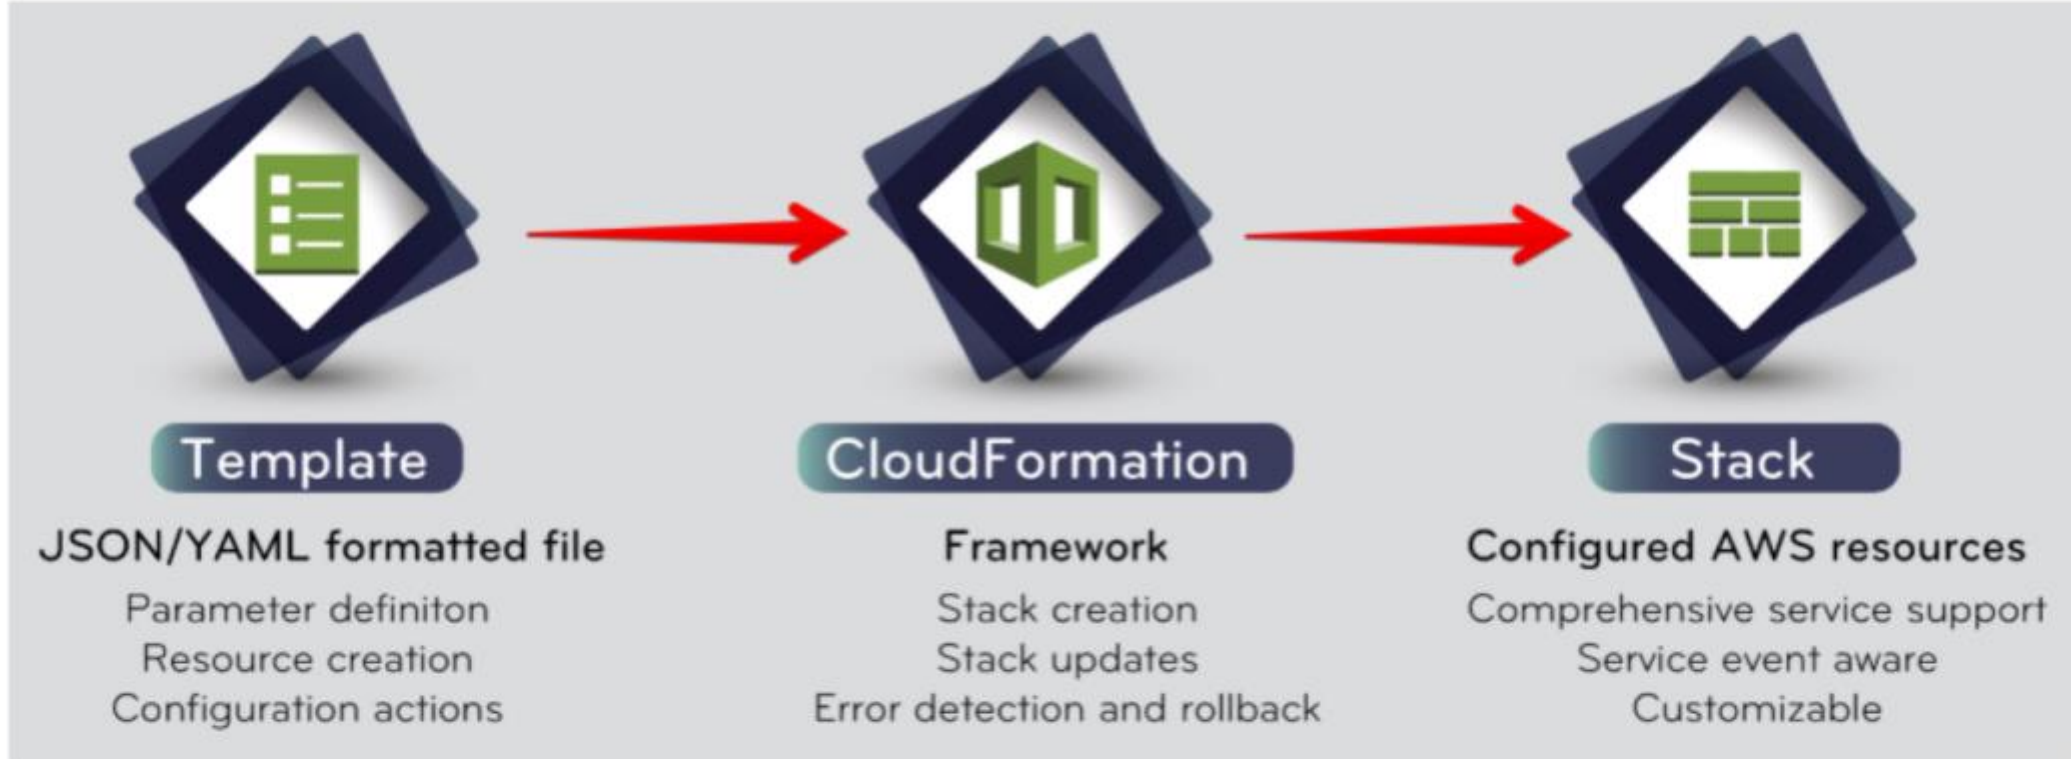 Template
JSON/YAML formatted file
Parameter definiton
Resource creation
Configuration actions
CloudFormation
Framework
Stack creation
Stack updates
Error detection and rollback
Stack
Configured AWS resources
Comprehensive service support
Service event aware
Customizable